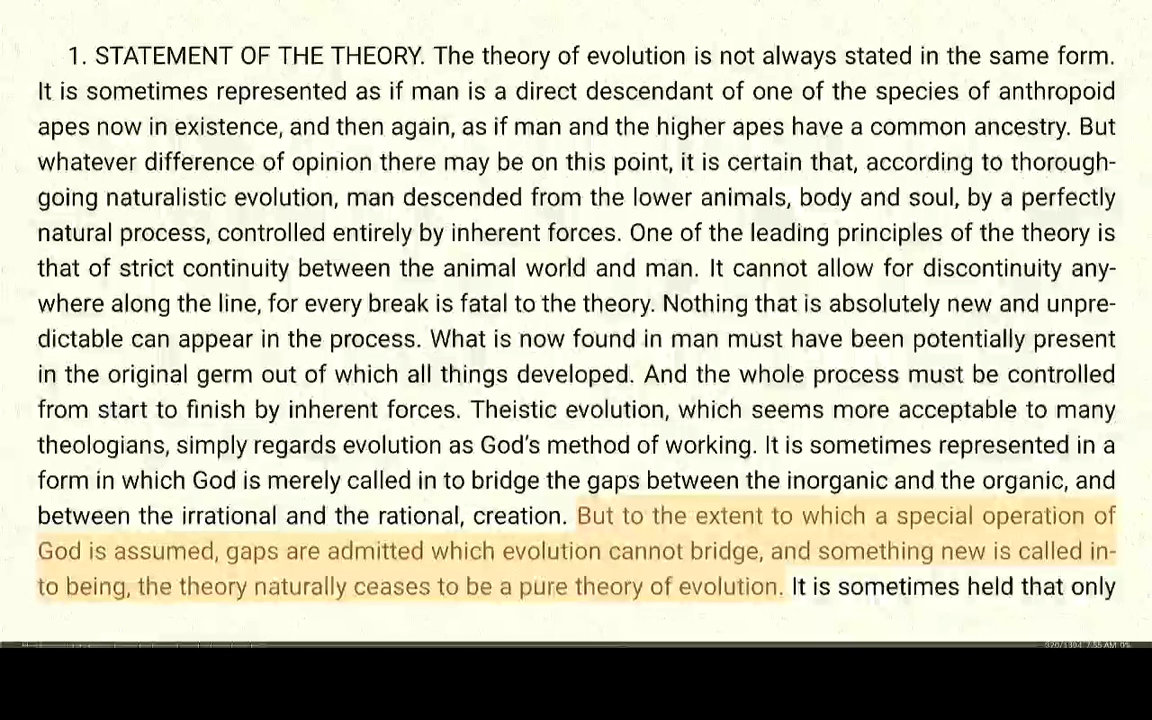 1. STATEMENT OF THE THEORY. The theory of evolution is not always stated in the same form.
It is sometimes represented as if man is a direct descendant of one of the species of anthropoid
apes now in existence, and then again, as if man and the higher apes have a common ancestry. But
whatever difference of opinion there may be on this point, it is certain that, according to thorough-
going naturalistic evolution, man descended from the lower animals, body and soul, by a perfectly
natural process, controlled entirely by inherent forces. One of the leading principles of the theory is
that of strict continuity between the animal world and man. It cannot allow for discontinuity any-
where along the line, for every break is fatal to the theory. Nothing that is absolutely new and unpre-
dictable can appear in the process. What is now found in man must have been potentially present
in the original germ out of which all things developed. And the whole process must be controlled
from start to finish by inherent forces. Theistic evolution, which seems more acceptable to many
theologians, simply regards evolution as God's method of working. It is sometimes represented in a
form in which God is merely called in to bridge the gaps between the inorganic and the organic, and
between the irrational and the rational, creation. But to the extent to which a special operation of
God is assumed, gaps are admitted which evolution cannot bridge, and something new is called in-
to being, the theory naturally ceases to be a pure theory of evolution. It is sometimes held that only
7:55 AM